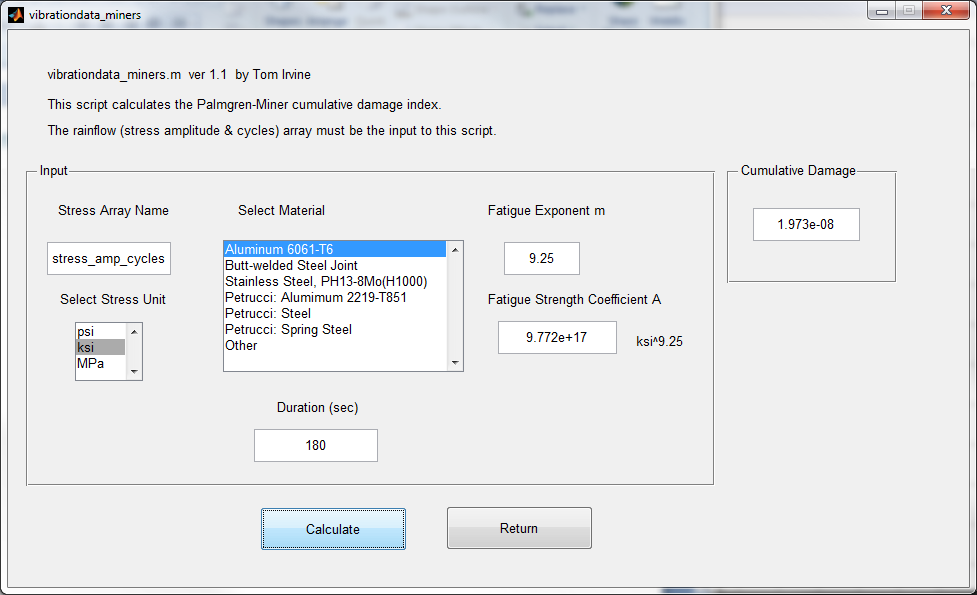 vibrationdata_miners
vibrationdata_miners.m  ver 1.1  by Tom Irvine
This script calculates the Palmgren-Miner cumulative damage index.
The rainflow (stress amplitude & cycles) array must be the input to this script.
Input
Stress Array Name
stress_amp_cycles
Select Stress Unit
psi
ksi
MPa
Select Material
Aluminum 6061-T6
Butt-welded Steel Joint
Stainless Steel, PH13-8Mo(H1000)
Petrucci: Alumimum 2219-T851
Petrucci: Steel
Petrucci: Spring Steel
Other
Fatigue Exponent m
9.25
Fatigue Strength Coefficient A
9.772e+17 ksi^9.25
Duration (sec)
180
Cumulative Damage
1.973e-08
Calculate
Return